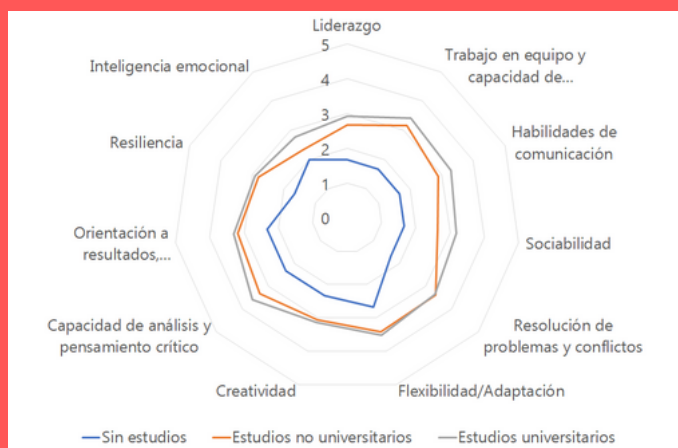 Liderazgo
5
4
3
2
1
0
Trabajo en equipo y
capacidad de...
Habilidades de
comunicación
Sociabilidad
Resolución de
problemas y conflictos
Flexibilidad/Adaptación
Creatividad
Capacidad de análisis y
pensamiento crítico
Orientación a
resultados,...
Resiliencia
Inteligencia emocional
Sin estudios
Estudios no universitarios
Estudios universitarios